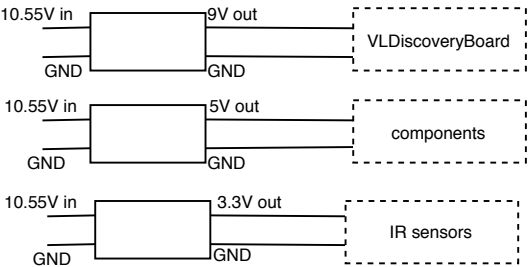 10.55V in 9V out
VLDiscoveryBoard
GND GND
10.55V in 5V out
components
GND GND
10.55V in 3.3V out
IR sensors
GND GND